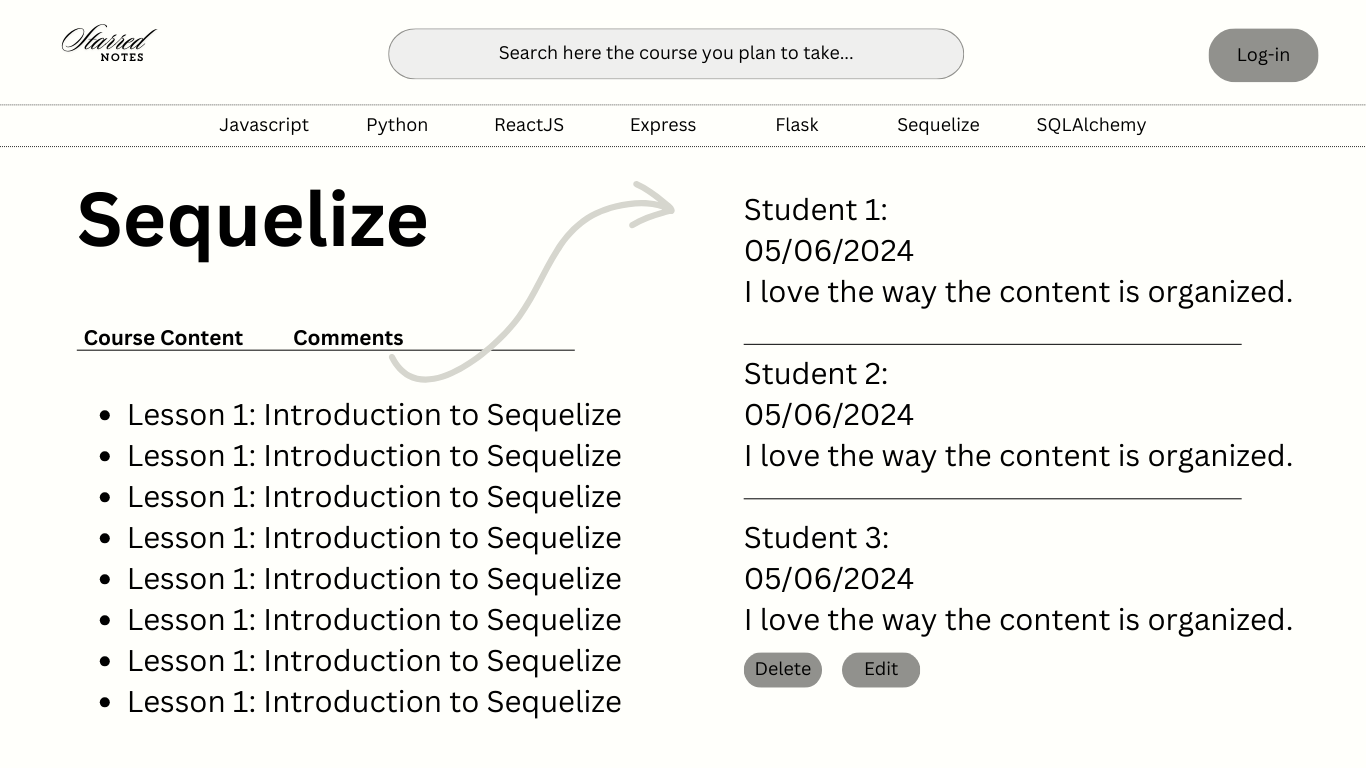 Starred
NOTES
Search here the course you plan to take...
Log-in
Javascript Python ReactJS Express Flask Sequelize SQLAlchemy
Sequelize
Course Content Comments
• Lesson 1: Introduction to Sequelize
• Lesson 1: Introduction to Sequelize
• Lesson 1: Introduction to Sequelize
• Lesson 1: Introduction to Sequelize
• Lesson 1: Introduction to Sequelize
• Lesson 1: Introduction to Sequelize
• Lesson 1: Introduction to Sequelize
• Lesson 1: Introduction to Sequelize
Student 1:
05/06/2024
I love the way the content is organized.
Student 2:
05/06/2024
I love the way the content is organized.
Student 3:
05/06/2024
I love the way the content is organized.
Delete Edit